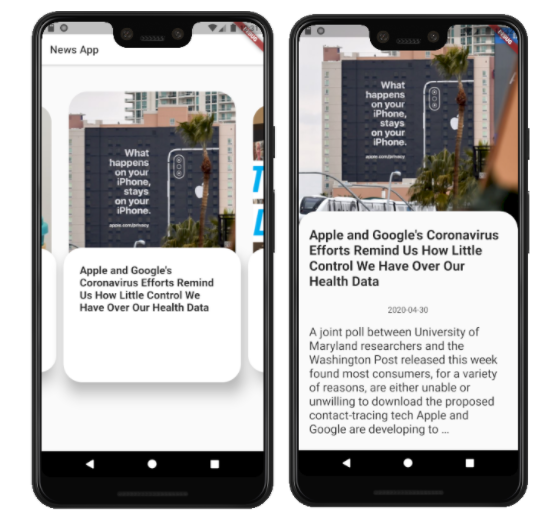 News App
What
happens
on your
iPhone,
stays
on your
iPhone.
apple.com/privacy
Apple and Google's
Coronavirus Efforts Remind
Us How Little Control We
Have Over Our Health Data
What
happens
on your
iPhone,
stays
on your
iPhone.
apple.com/privacy
Apple and Google's Coronavirus
Efforts Remind Us How Little
Control We Have Over Our
Health Data
2020-04-30
A joint poll between University of
Maryland researchers and the
Washington Post released this week
found most consumers, for a variety
of reasons, are either unable or
unwilling to download the proposed
contact-tracing tech Apple and
Google are developing to …